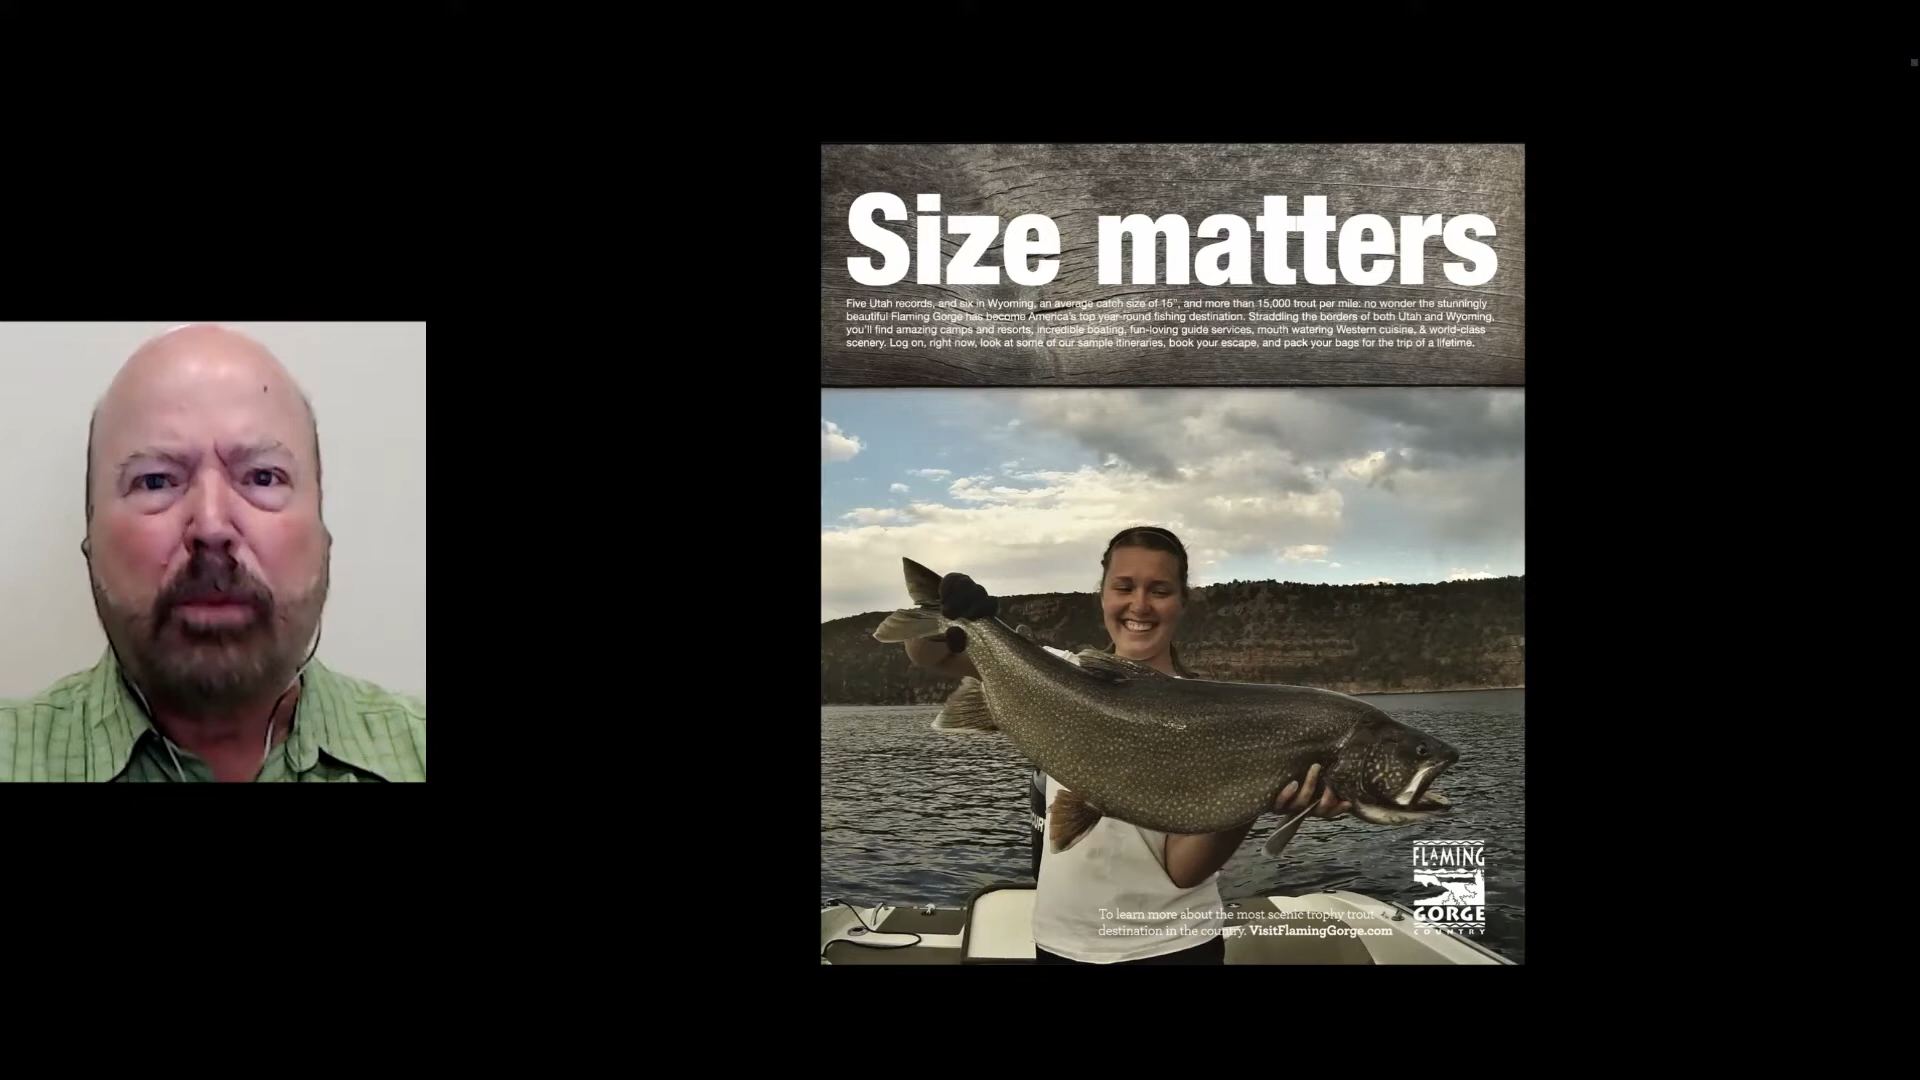 Size matters
Five Utah records, and six in Wyoming, an average catch size of 15", and more than 15,000 trout per mile: no wonder the stunningly
beautiful Flaming Gorge has become America's top year-round fishing destination. Straddling the borders of both Utah and Wyoming,
you'll find amazing camps and resorts, incredible boating, fun-loving guide services, mouth watering Western cuisine, & world-class
scenery. Log on, right now, look at some of our sample itineraries, book your escape, and pack your bags for the trip of a lifetime.
CUR
FLAMING
GORGE
COUNTRY
To learn more about the most scenic trophy trout
destination in the country. VisitFlamingGorge.com